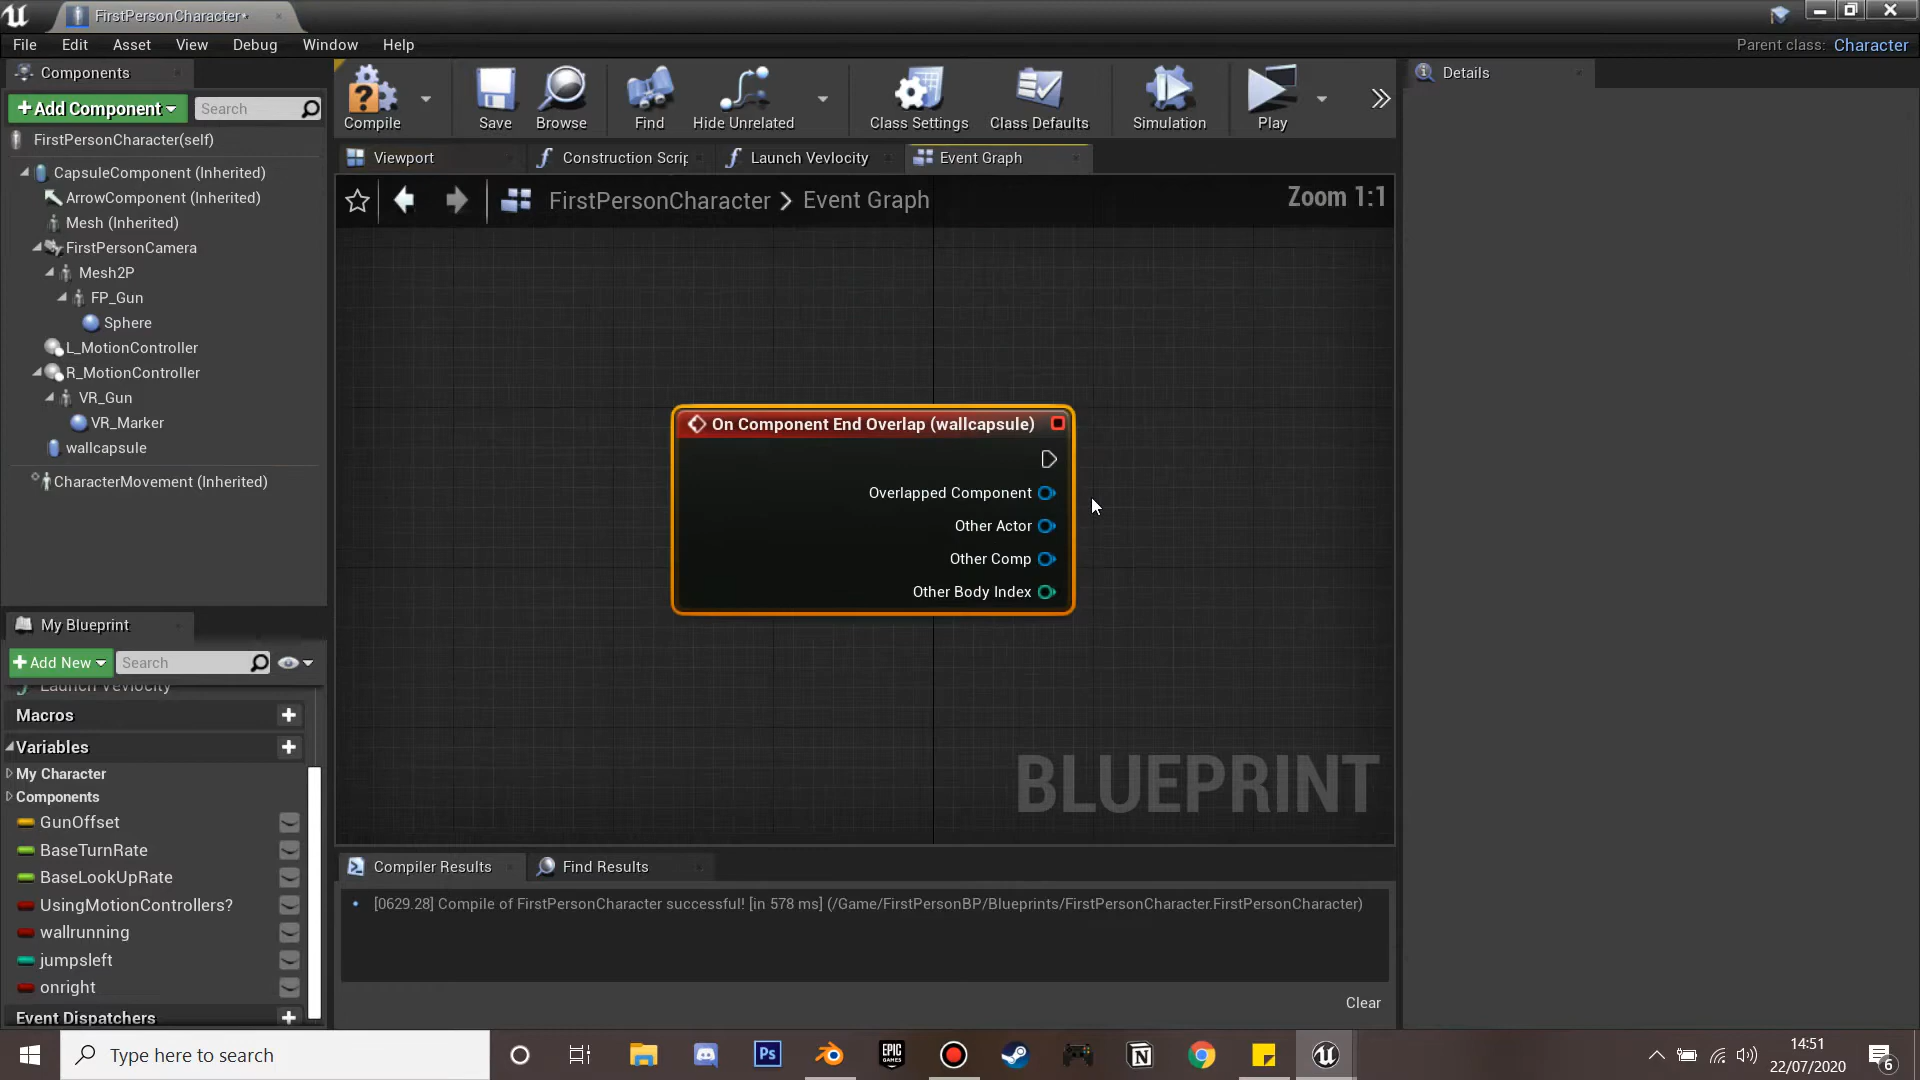 FirstPersonCharacter*
File Edit Asset View Debug Window Help
Parent class: Character
Components
+Add Component
Search
FirstPersonCharacter(self)
CapsuleComponent (Inherited)
ArrowComponent (Inherited)
Mesh (Inherited)
FirstPersonCamera
Mesh2P
FP_Gun
Sphere
L_MotionController
R_MotionController
VR_Gun
VR_Marker
wallcapsule
CharacterMovement (Inherited)
Compile
Save
Browse
Find
Hide Unrelated
Class Settings
Class Defaults
Simulation
Play
Viewport
Construction Scrip
Launch Vevlocity
Event Graph
FirstPersonCharacter > Event Graph
Zoom 1:1
On Component End Overlap (wallcapsule)
Overlapped Component
Other Actor
Other Comp
Other Body Index
BLUEPRINT
Details
My Blueprint
+Add New
Search
Launch Vevlocity
Macros
Variables
My Character
Components
GunOffset
BaseTurnRate
BaseLookUpRate
UsingMotionControllers?
wallrunning
jumpsleft
onright
Event Dispatchers
Compiler Results
Find Results
[0629.28] Compile of FirstPersonCharacter successful! [in 578 ms] (/Game/FirstPersonBP/Blueprints/FirstPersonCharacter.FirstPersonCharacter)
Clear
Type here to search
Ps
EPIC GAMES
14:51
22/07/2020
6